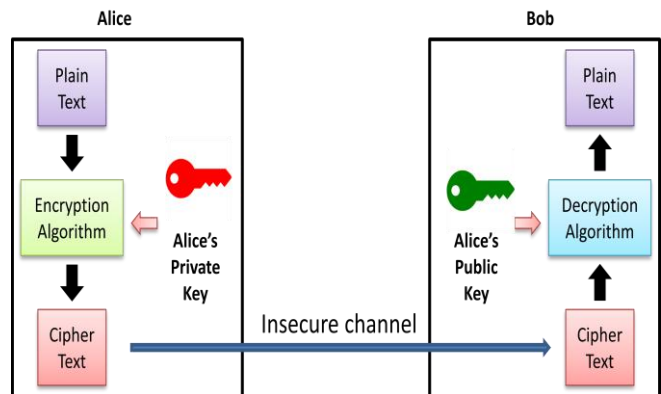 Alice
Bob
Plain
Text
Encryption
Algorithm
Alice's
Private
Key
Cipher
Text
Insecure channel
Plain
Text
Decryption
Algorithm
Alice's
Public
Key
Cipher
Text